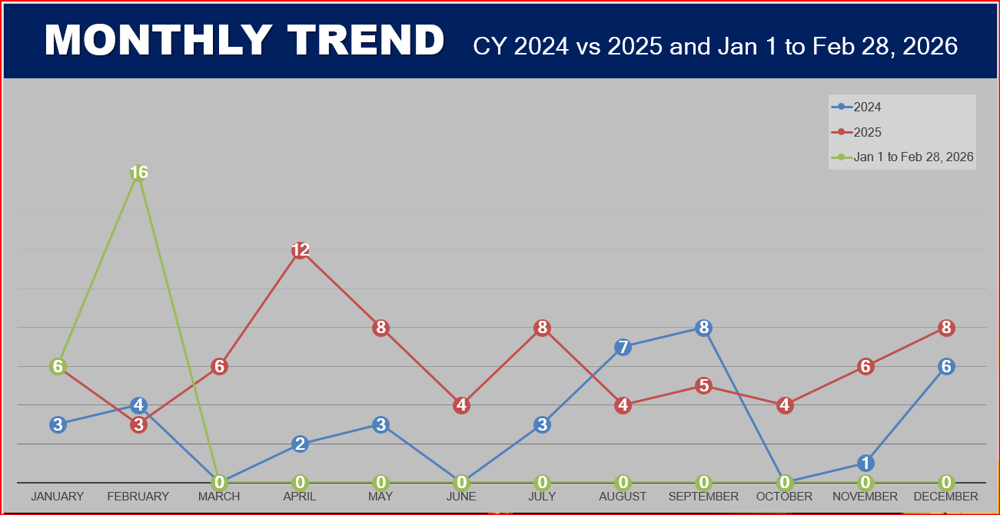 MONTHLY TREND CY 2024 vs 2025 and Jan 1 to Feb 28, 2026
2024
2025
Jan 1 to Feb 28, 2026
16
12
8 8 8 8
7
6 6 6 6
5
4 4 4 4
3 3 3 3
2
1
0 0 0 0 0 0 0 0 0 0
JANUARY FEBRUARY MARCH APRIL MAY JUNE JULY AUGUST SEPTEMBER OCTOBER NOVEMBER DECEMBER